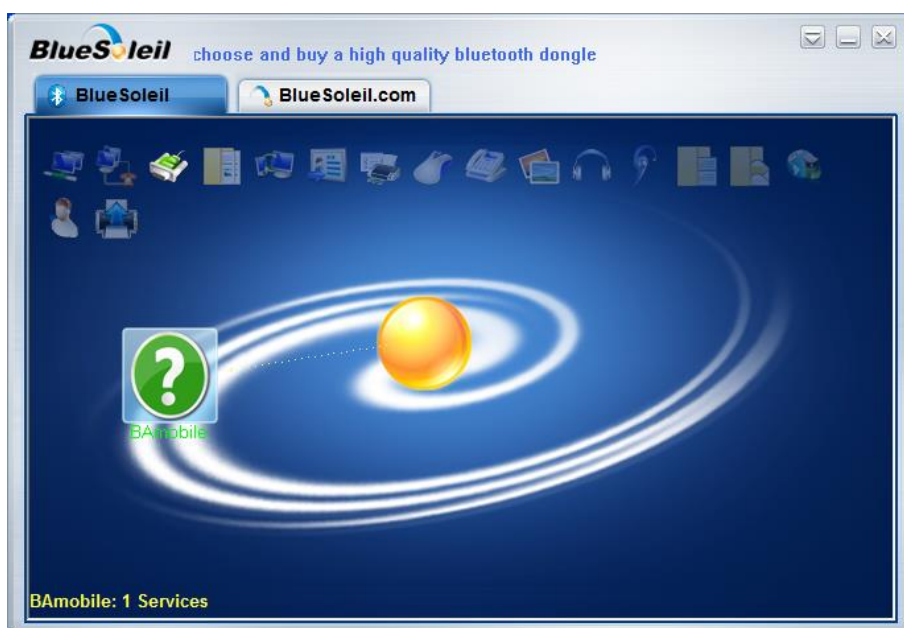 BlueSoleil choose and buy a high quality bluetooth dongle
BlueSoleil BlueSoleil.com
BAmobile
BAmobile: 1 Services